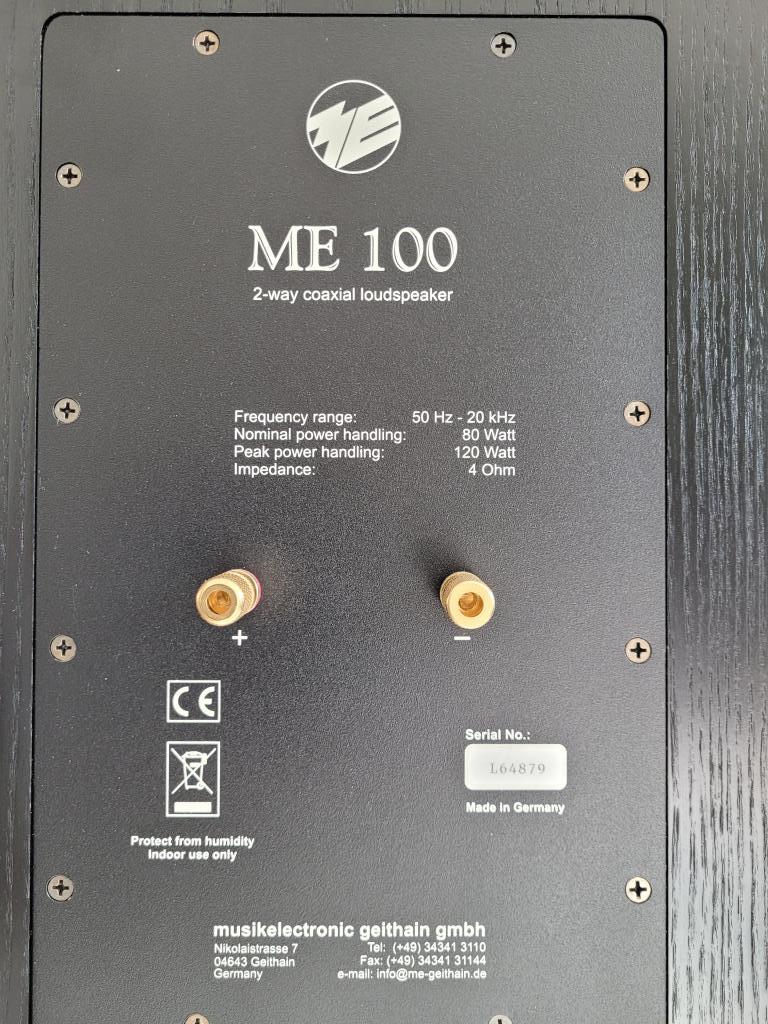 ME
ME 100
2-way coaxial loudspeaker
Frequency range: 50 Hz - 20 kHz
Nominal power handling: 80 Watt
Peak power handling: 120 Watt
Impedance: 4 Ohm
+ −
CE
Serial No.:
L64879
Made in Germany
Protect from humidity
Indoor use only
musikelectronic geithain gmbh
Nikolaistrasse 7 Tel: (+49) 34341 3110
04643 Geithain Fax: (+49) 34341 31144
Germany e-mail: info@me-geithain.de